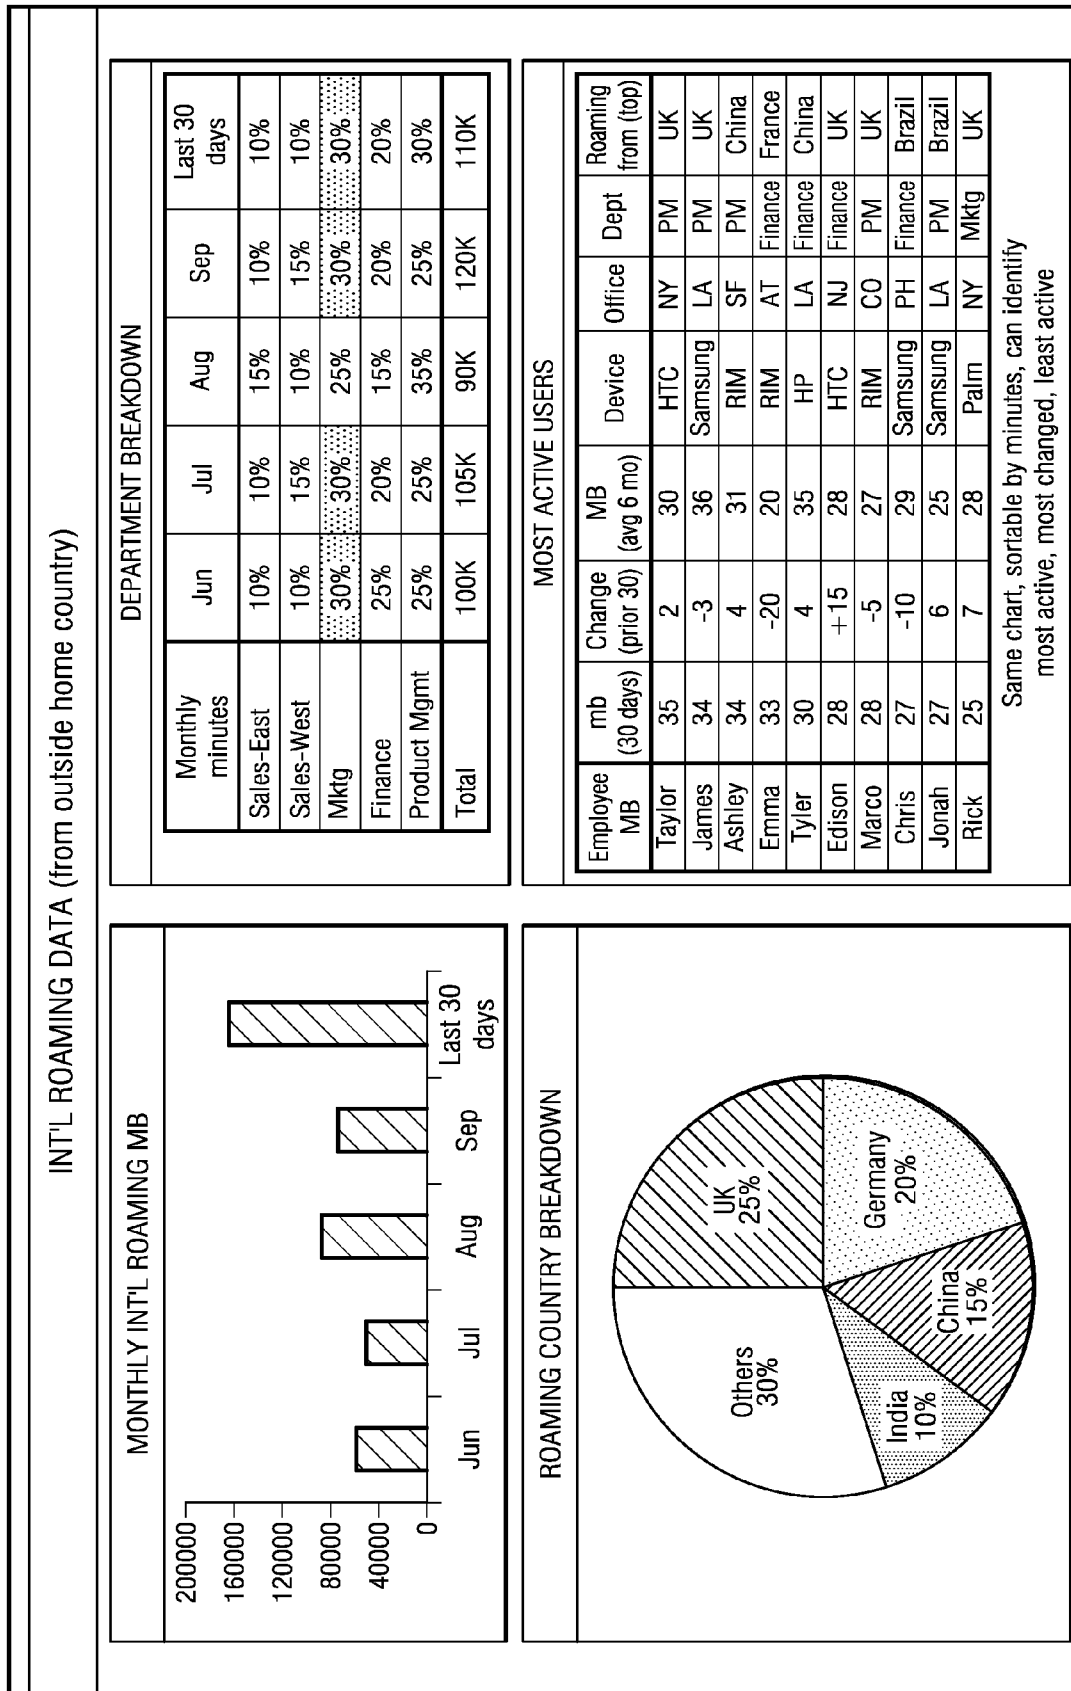 INT'L ROAMING DATA (from outside home country)
MONTHLY INT'L ROAMING MB
200000
160000
120000
80000
40000
0
Jun Jul Aug Sep Last 30
days
DEPARTMENT BREAKDOWN
Monthly
minutes Jun Jul Aug Sep Last 30
days
Sales-East 10% 10% 15% 10% 10%
Sales-West 10% 15% 10% 15% 10%
Mktg 30% 30% 25% 30% 30%
Finance 25% 20% 15% 20% 20%
Product Mgmt 25% 25% 35% 25% 30%
Total 100K 105K 90K 120K 110K
ROAMING COUNTRY BREAKDOWN
Others
30%
UK
25%
Germany
20%
China
15%
India
10%
MOST ACTIVE USERS
Employee mb Change MB Device Office Dept Roaming
MB (30 days) (prior 30) (avg 6 mo) from (top)
Taylor 35 2 30 HTC NY PM UK
James 34 -3 36 Samsung LA PM UK
Ashley 34 4 31 RIM SF PM China
Emma 33 -20 20 RIM AT Finance France
Tyler 30 4 35 HP LA Finance China
Edison 28 +15 28 HTC NJ Finance UK
Marco 28 -5 27 RIM CO PM UK
Chris 27 -10 29 Samsung PH Finance Brazil
Jonah 27 6 25 Samsung LA PM Brazil
Rick 25 7 28 Palm NY Mktg UK
Same chart, sortable by minutes, can identify
most active, most changed, least active